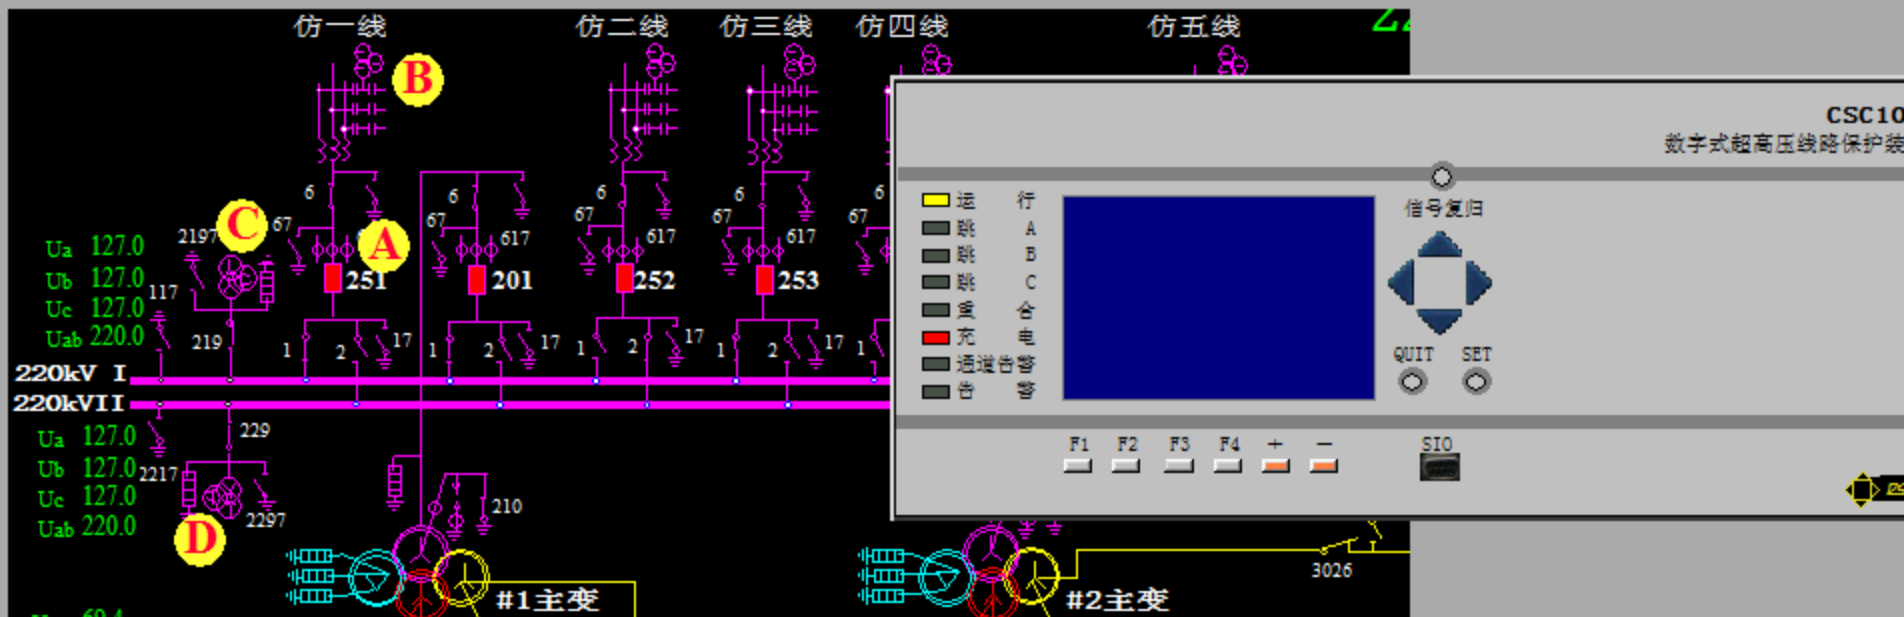 仿一线 仿二线 仿三线 仿四线 仿五线
B
CSC10
数字式超高压线路保护装
6 6 6 6 6
C 67 A 67 617 67 617 67 617 67
2197
信号复归
运 行
跳 A
跳 B
跳 C
重 合
充 电
通道告警
告 警
Ua 127.0
Ub 127.0
Uc 127.0
Uab 220.0
251 201 252 253
117
219
1 2 17 1 2 17 1 2 17 1 2 17 1
QUIT SET
220kV I
220kVII
F1 F2 F3 F4 + − SIO
Ua 127.0
Ub 127.0
Uc 127.0
Uab 220.0
229
2217
2297
210
D
3026
#1主变 #2主变